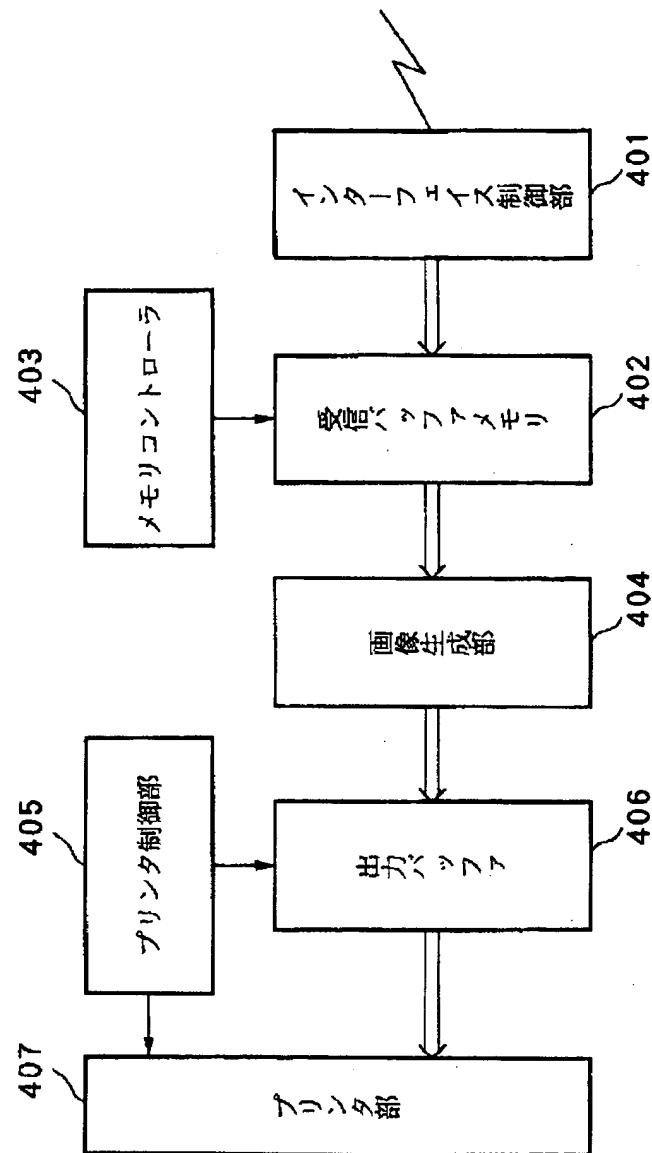 401
インターフェイス制御部
403
メモリコントローラ
402
受信バッファメモリ
404
画像生成部
405
プリンタ制御部
406
出力バッファ
407
プリンタ部